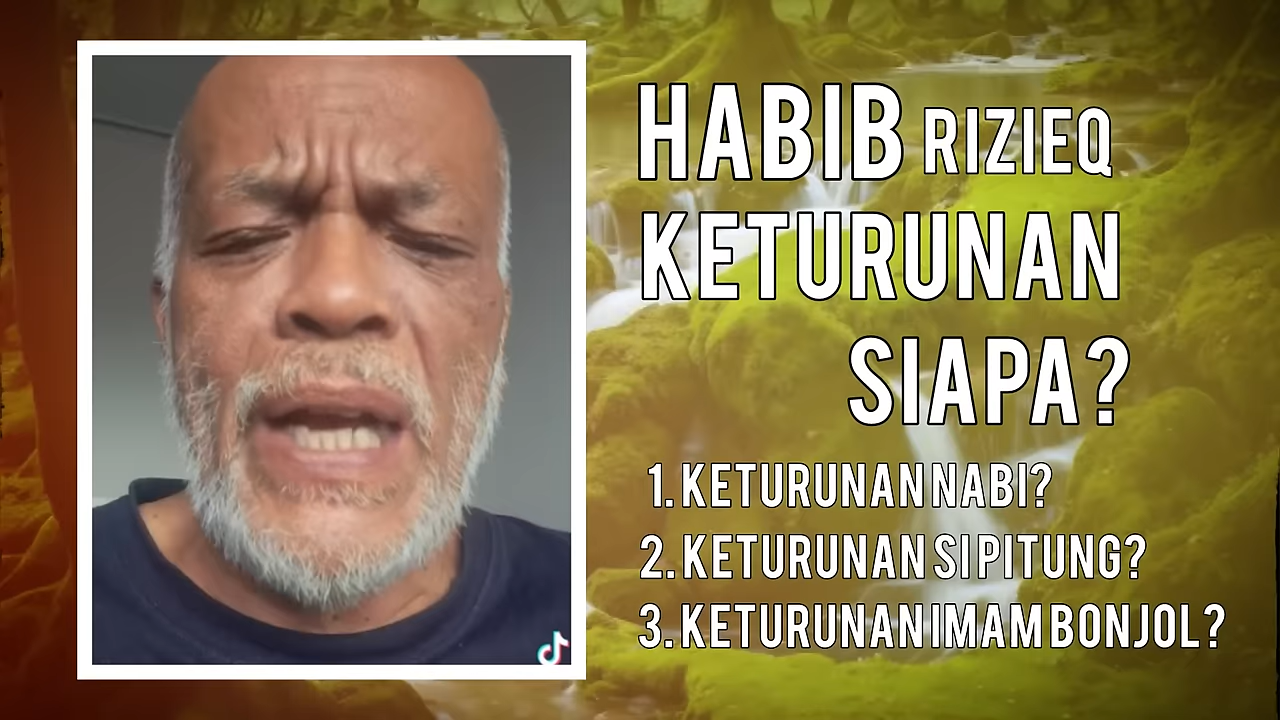 HABIB RIZIEQ
KETURUNAN
SIAPA?
1. KETURUNAN NABI?
2. KETURUNAN SI PITUNG?
3. KETURUNAN IMAM BONJOL?